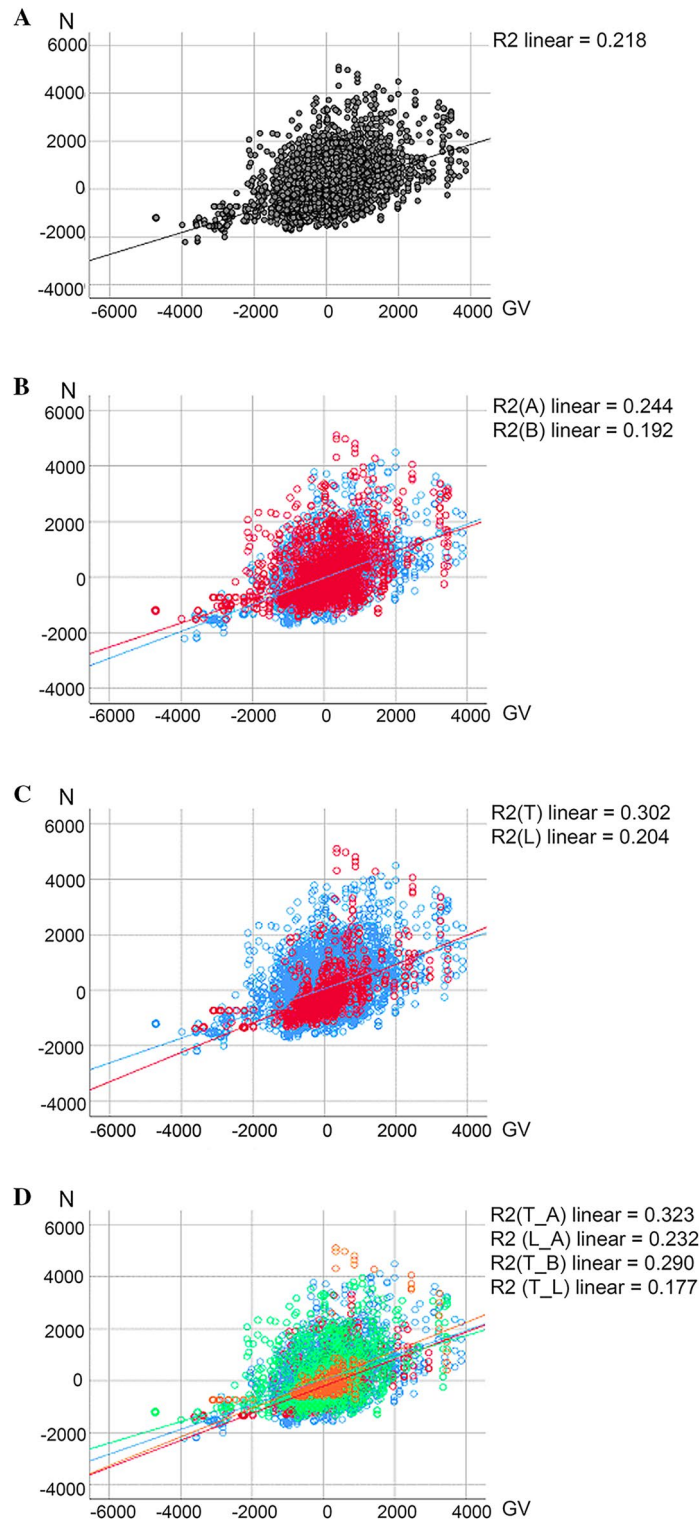 A
N
R2 linear = 0.218
6000
4000
2000
0
-2000
-4000
-6000 -4000 -2000 0 2000 4000 GV
B
N
R2(A) linear = 0.244
R2(B) linear = 0.192
6000
4000
2000
0
-2000
-4000
-6000 -4000 -2000 0 2000 4000 GV
C
N
R2(T) linear = 0.302
R2(L) linear = 0.204
6000
4000
2000
0
-2000
-4000
-6000 -4000 -2000 0 2000 4000 GV
D
N
R2(T_A) linear = 0.323
R2 (L_A) linear = 0.232
R2(T_B) linear = 0.290
R2 (T_L) linear = 0.177
6000
4000
2000
0
-2000
-4000
-6000 -4000 -2000 0 2000 4000 GV